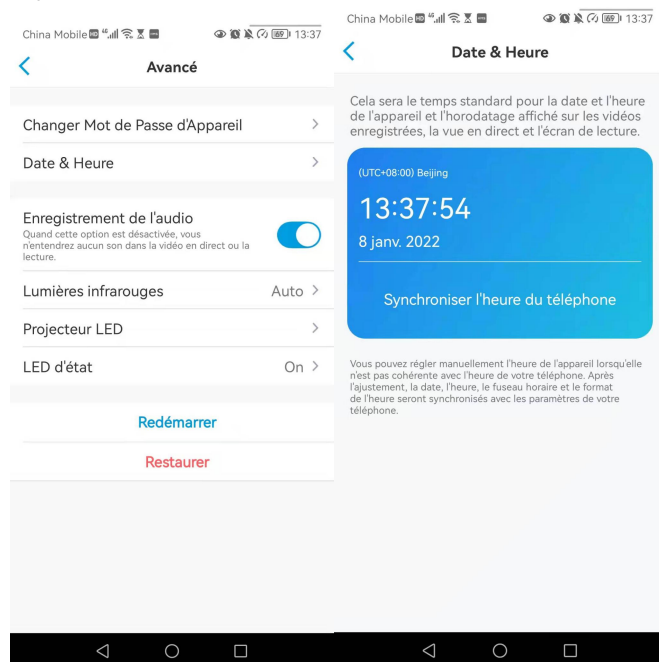 China Mobile HD 46 13:37
Avancé
Changer Mot de Passe d'Appareil
Date & Heure
Enregistrement de l'audio
Quand cette option est désactivée, vous
n'entendrez aucun son dans la vidéo en direct ou la
lecture.
Lumières infrarouges Auto
Projecteur LED
LED d'état On
Redémarrer
Restaurer
China Mobile HD 46 69 13:37
Date & Heure
Cela sera le temps standard pour la date et l'heure
de l'appareil et l'horodatage affiché sur les vidéos
enregistrées, la vue en direct et l'écran de lecture.
(UTC+08:00) Beijing
13:37:54
8 janv. 2022
Synchroniser l'heure du téléphone
Vous pouvez régler manuellement l'heure de l'appareil lorsqu'elle
n'est pas cohérente avec l'heure de votre téléphone. Après
l'ajustement, la date, l'heure, le fuseau horaire et le format
de l'heure seront synchronisés avec les paramètres de votre
téléphone.